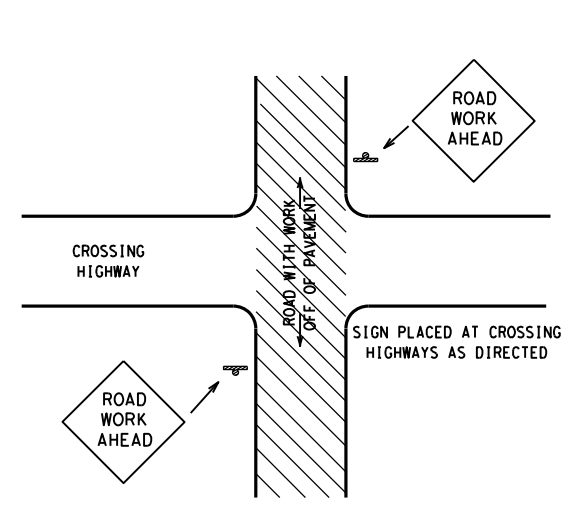 ROAD
WORK
AHEAD
CROSSING
HIGHWAY
ROAD WITH WORK
OFF OF PAVEMENT
SIGN PLACED AT CROSSING
HIGHWAYS AS DIRECTED
ROAD
WORK
AHEAD